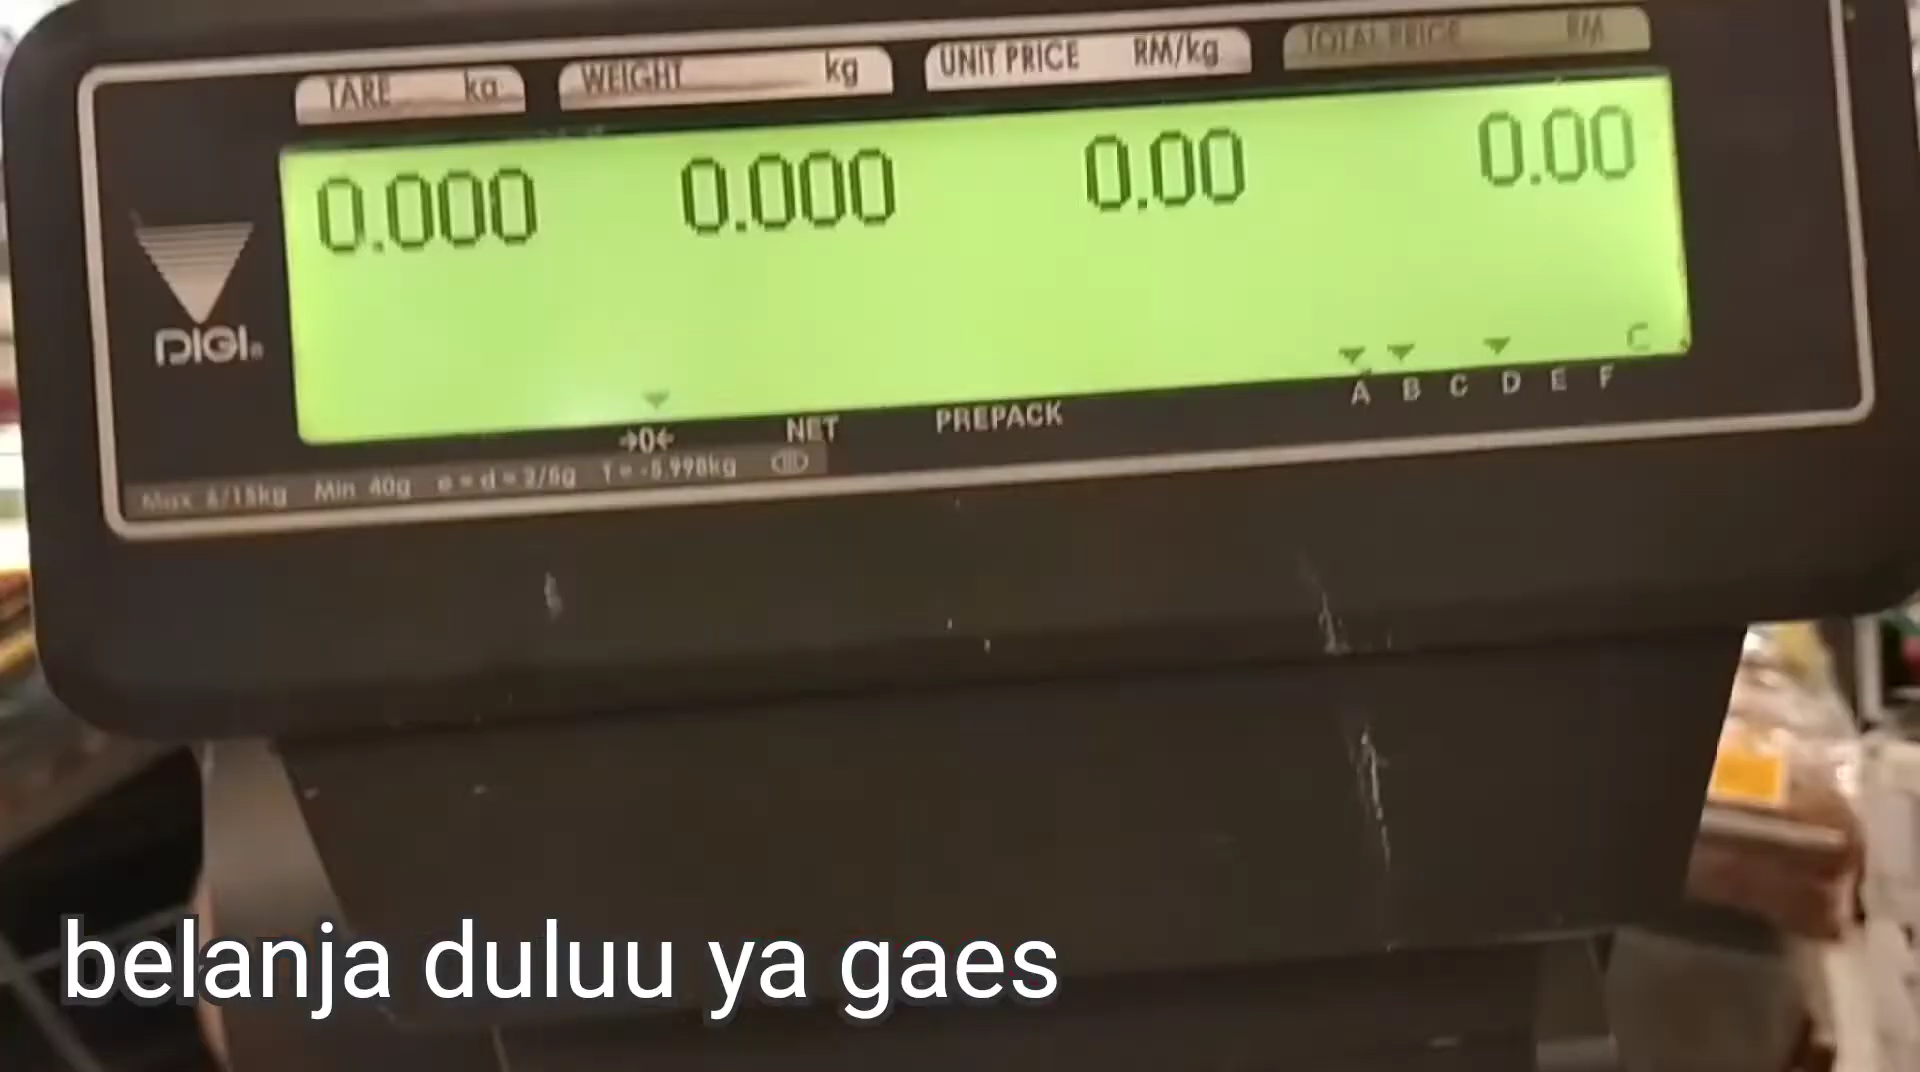 TARE kg WEIGHT kg UNIT PRICE RM/kg TOTAL PRICE RM
0.000 0.000 0.00 0.00
DIGI
C
A B C D E F
→0← NET PREPACK
Max 6/15kg Min 40g e=d=2/5g T=-5.998kg
belanja duluu ya gaes